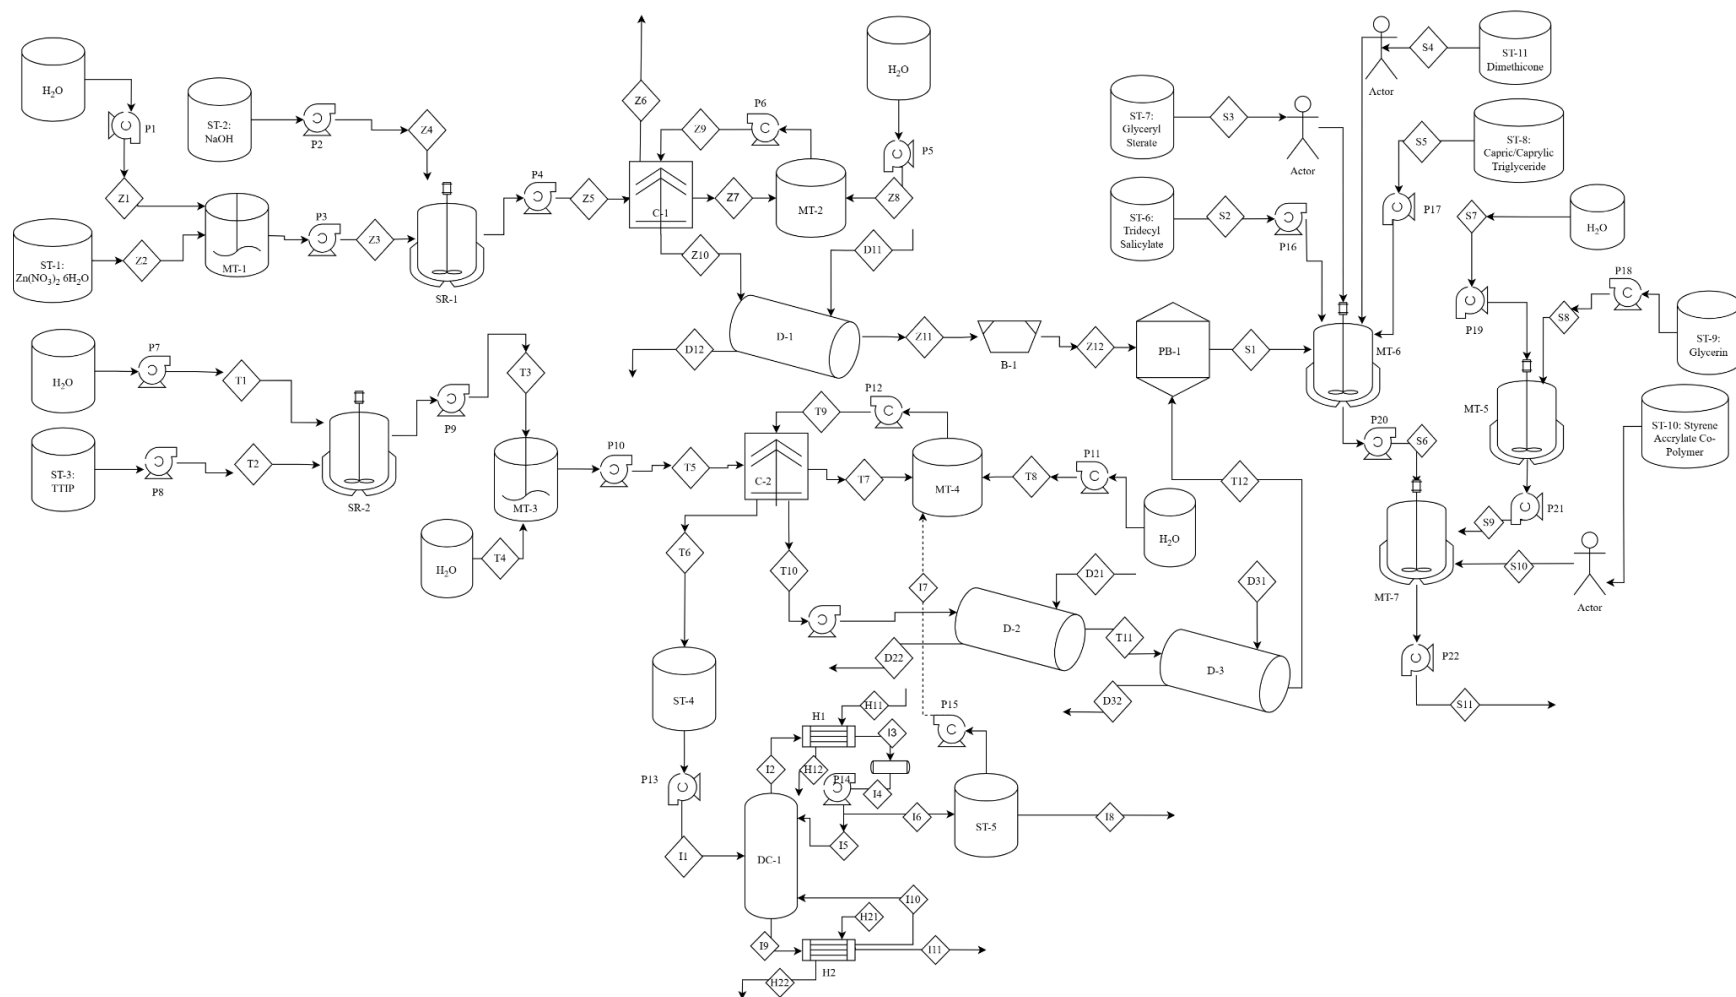 H2O
P1
Z1
ST-1:
Zn(NO3)2 6H2O
Z2
MT-1
P3
Z3
ST-2:
NaOH
P2
Z4
SR-1
P4
Z5
Z6
C-1
Z7
Z9
P6
MT-2
H2O
P5
Z8
Z10
D11
D-1
D12
Z11
B-1
Z12
PB-1
S1
H2O
P7
T1
ST-3:
TTIP
P8
T2
SR-2
P9
T3
MT-3
H2O
T4
P10
T5
C-2
T9
P12
T7
MT-4
T8
P11
H2O
T6
T10
ST-4
P13
I1
DC-1
I2
H1
H11
H12
I3
P14
I4
I5
I6
ST-5
I8
P15
I7
I9
H2
H21
H22
I10
I11
D-2
D21
D22
T11
D-3
D31
D32
T12
ST-7:
Glyceryl
Sterate
S3
Actor
ST-6:
Tridecyl
Salicylate
S2
P16
Actor
S4
ST-11
Dimethicone
ST-8:
Capric/Caprylic
Triglyceride
S5
P17
MT-6
H2O
S7
P19
P18
S8
ST-9:
Glycerin
MT-5
ST-10: Styrene
Accrylate Co-
Polymer
P20
S6
P21
S9
S10
Actor
MT-7
P22
S11